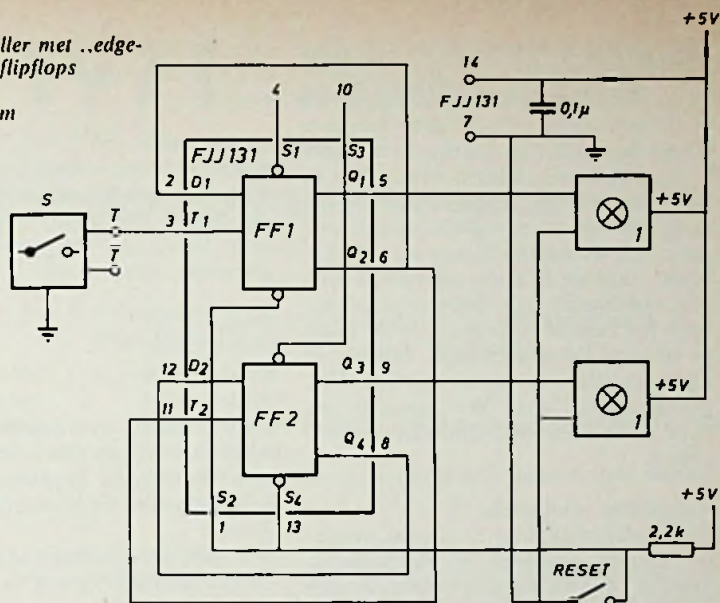 ller met „edge-
flipflops
m
+5V
14
FJJ131
7
0,1µ
4
10
S1
S3
FJJ131
2 D1
Q1 5
3 T1
FF1
Q2 6
S
T
T̅
1
+5V
12 D2
Q3 9
11 T2
FF2
Q4 8
1
+5V
S2
S4
1
13
+5V
2,2k
RESET